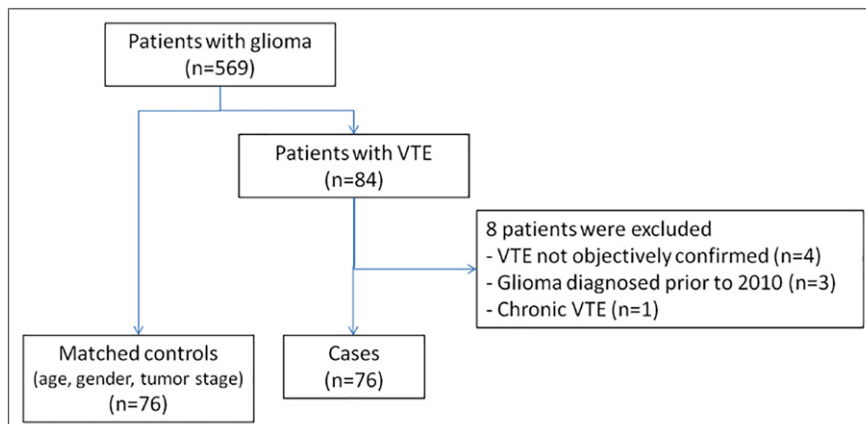 Patients with glioma
(n=569)
Patients with VTE
(n=84)
8 patients were excluded
- VTE not objectively confirmed (n=4)
- Glioma diagnosed prior to 2010 (n=3)
- Chronic VTE (n=1)
Matched controls
(age, gender, tumor stage)
(n=76)
Cases
(n=76)